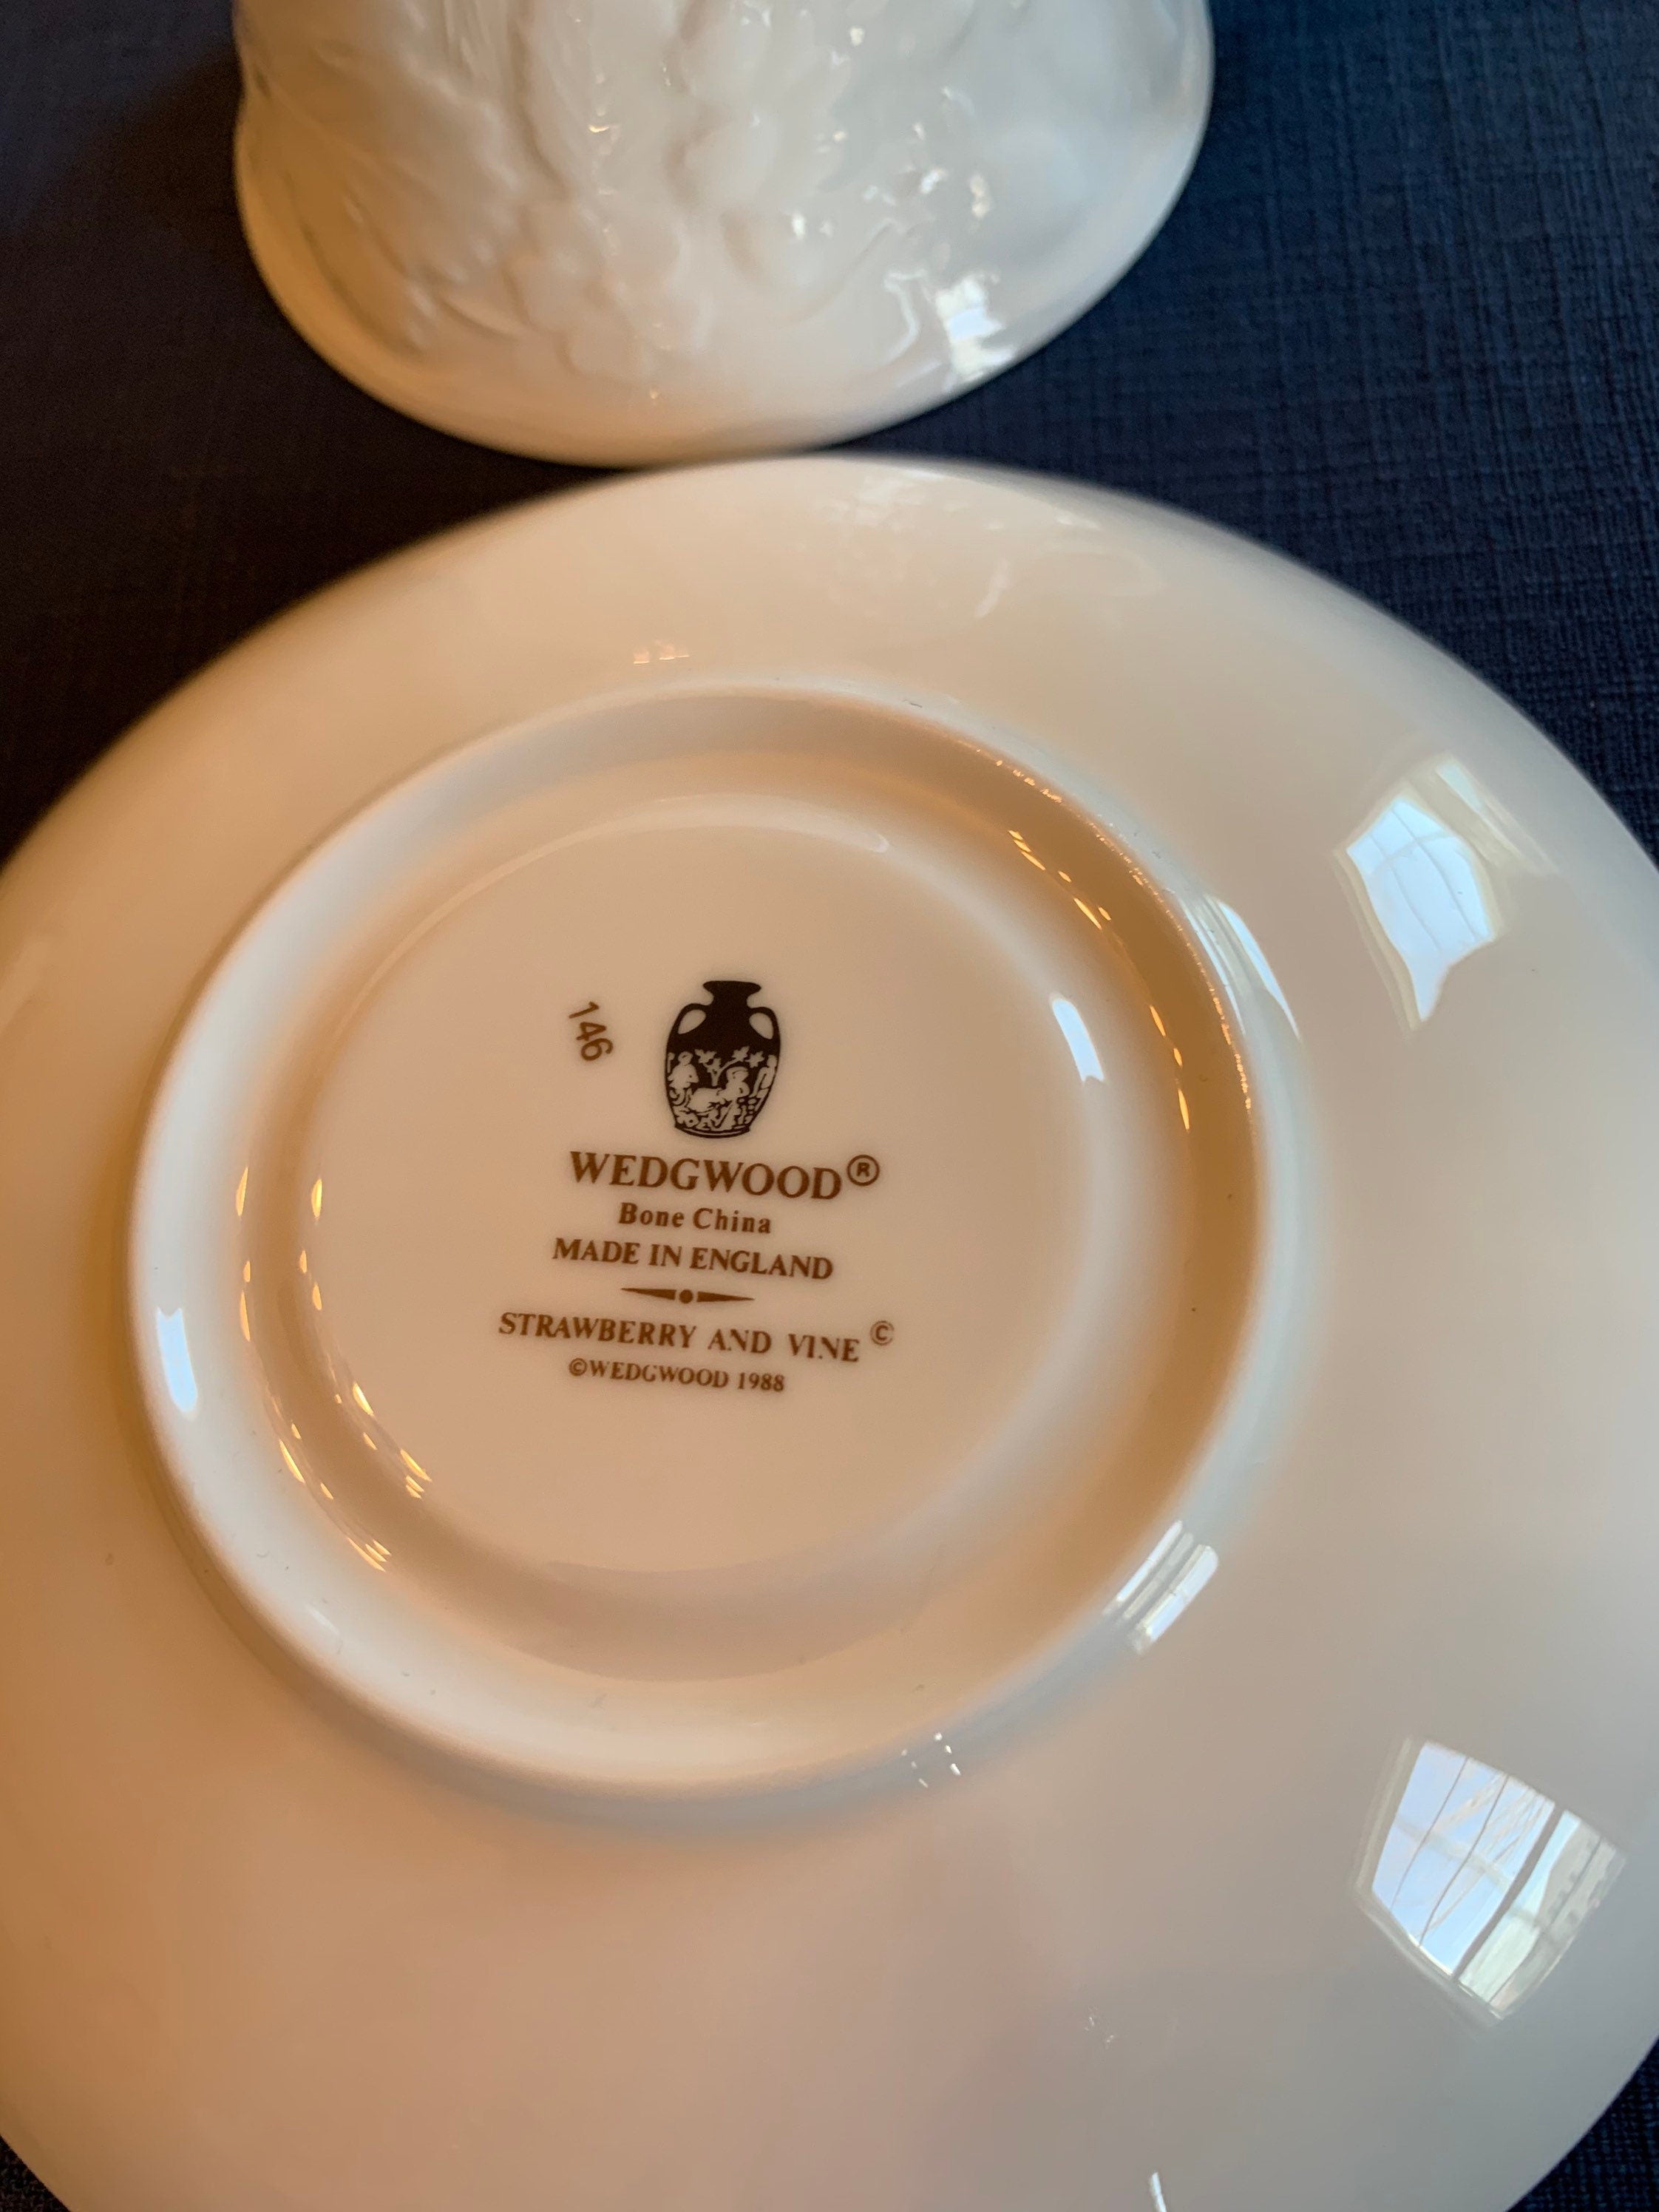 146
WEDGWOOD®
Bone China
MADE IN ENGLAND
STRAWBERRY AND VINE ©
©WEDGWOOD 1988